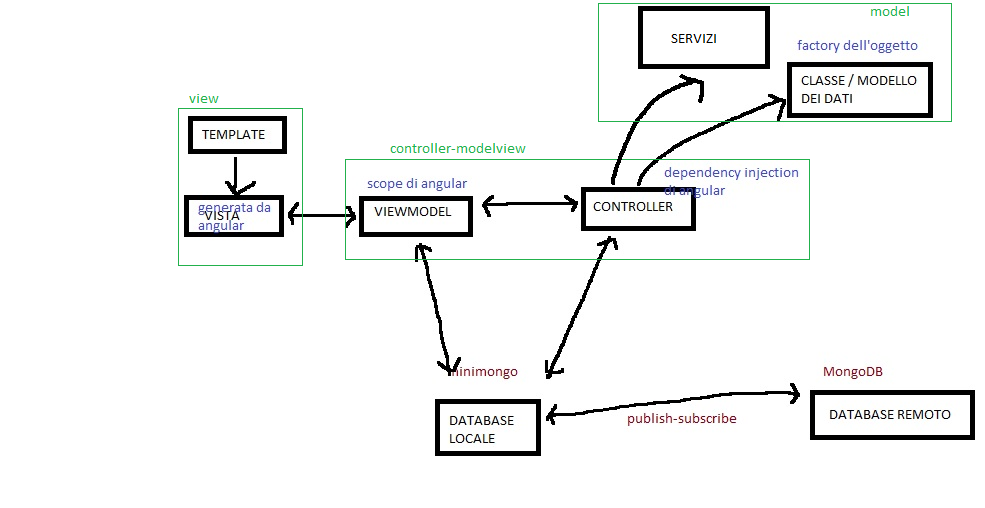 model
SERVIZI
factory dell'oggetto
CLASSE / MODELLO
DEI DATI
view
TEMPLATE
generata da
VISTA
angular
controller-modelview
scope di angular
VIEWMODEL
dependency injection
di angular
CONTROLLER
minimongo
DATABASE
LOCALE
publish-subscribe
MongoDB
DATABASE REMOTO